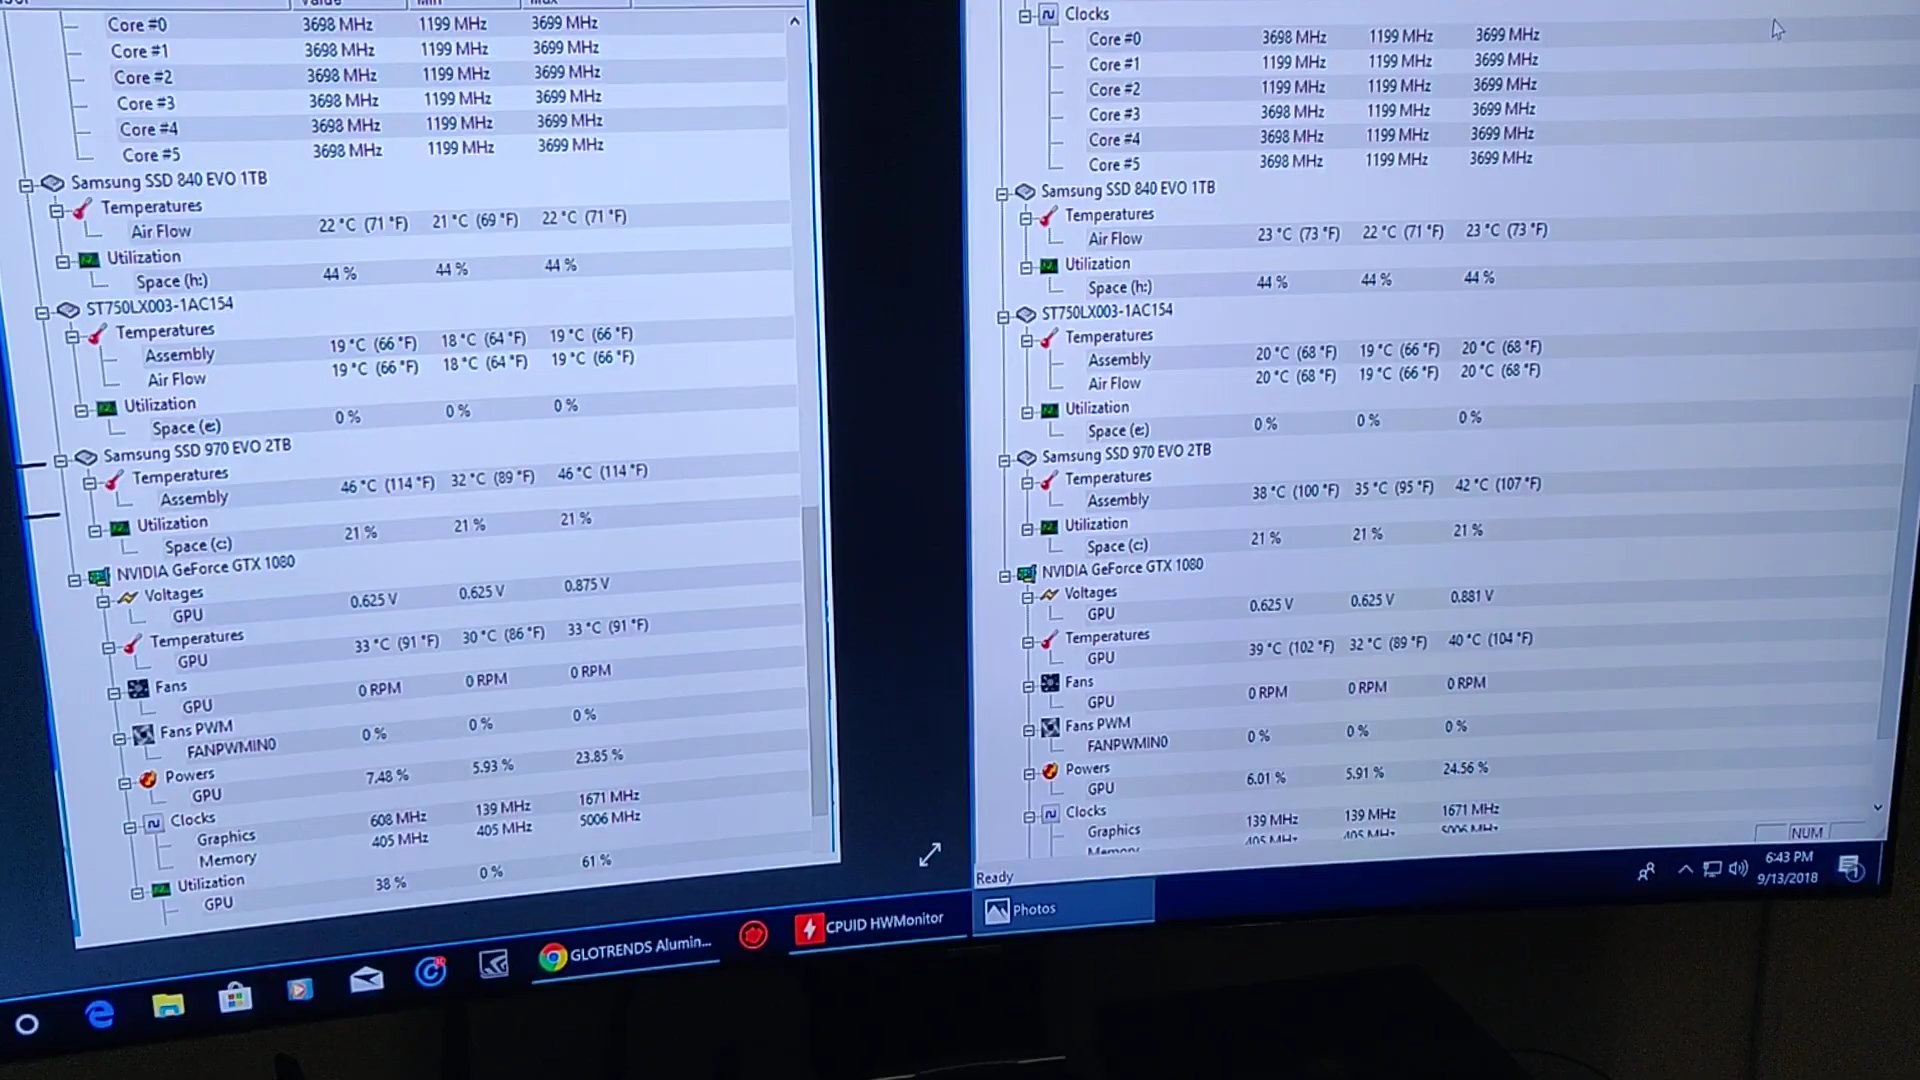 Value Min Max
Core #0 3698 MHz 1199 MHz 3699 MHz
Core #1 3698 MHz 1199 MHz 3699 MHz
Core #2 3698 MHz 1199 MHz 3699 MHz
Core #3 3698 MHz 1199 MHz 3699 MHz
Core #4 3698 MHz 1199 MHz 3699 MHz
Core #5 3698 MHz 1199 MHz 3699 MHz
Samsung SSD 840 EVO 1TB
Temperatures
Air Flow 22 °C (71 °F) 21 °C (69 °F) 22 °C (71 °F)
Utilization
Space (h:) 44 % 44 % 44 %
ST750LX003-1AC154
Temperatures
Assembly 19 °C (66 °F) 18 °C (64 °F) 19 °C (66 °F)
Air Flow 19 °C (66 °F) 18 °C (64 °F) 19 °C (66 °F)
Utilization
Space (e:) 0 % 0 % 0 %
Samsung SSD 970 EVO 2TB
Temperatures
Assembly 46 °C (114 °F) 32 °C (89 °F) 46 °C (114 °F)
Utilization
Space (c:) 21 % 21 % 21 %
NVIDIA GeForce GTX 1080
Voltages
GPU 0.625 V 0.625 V 0.875 V
Temperatures
GPU 33 °C (91 °F) 30 °C (86 °F) 33 °C (91 °F)
Fans
GPU 0 RPM 0 RPM 0 RPM
Fans PWM
FANPWMIN0 0 % 0 % 0 %
Powers
GPU 7.48 % 5.93 % 23.85 %
Clocks
Graphics 608 MHz 139 MHz 1671 MHz
Memory 405 MHz 405 MHz 5006 MHz
Utilization
GPU 38 % 0 % 61 %
Clocks
Core #0 3698 MHz 1199 MHz 3699 MHz
Core #1 1199 MHz 1199 MHz 3699 MHz
Core #2 1199 MHz 1199 MHz 3699 MHz
Core #3 3698 MHz 1199 MHz 3699 MHz
Core #4 3698 MHz 1199 MHz 3699 MHz
Core #5 3698 MHz 1199 MHz 3699 MHz
Samsung SSD 840 EVO 1TB
Temperatures
Air Flow 23 °C (73 °F) 22 °C (71 °F) 23 °C (73 °F)
Utilization
Space (h:) 44 % 44 % 44 %
ST750LX003-1AC154
Temperatures
Assembly 20 °C (68 °F) 19 °C (66 °F) 20 °C (68 °F)
Air Flow 20 °C (68 °F) 19 °C (66 °F) 20 °C (68 °F)
Utilization
Space (e:) 0 % 0 % 0 %
Samsung SSD 970 EVO 2TB
Temperatures
Assembly 38 °C (100 °F) 35 °C (95 °F) 42 °C (107 °F)
Utilization
Space (c:) 21 % 21 % 21 %
NVIDIA GeForce GTX 1080
Voltages
GPU 0.625 V 0.625 V 0.881 V
Temperatures
GPU 39 °C (102 °F) 32 °C (89 °F) 40 °C (104 °F)
Fans
GPU 0 RPM 0 RPM 0 RPM
Fans PWM
FANPWMIN0 0 % 0 % 0 %
Powers
GPU 6.01 % 5.91 % 24.56 %
Clocks
Graphics 139 MHz 139 MHz 1671 MHz
Memory 405 MHz 405 MHz 5006 MHz
NUM
Ready
6:43 PM
9/13/2018
Photos
GLOTRENDS Alumin...
CPUID HWMonitor